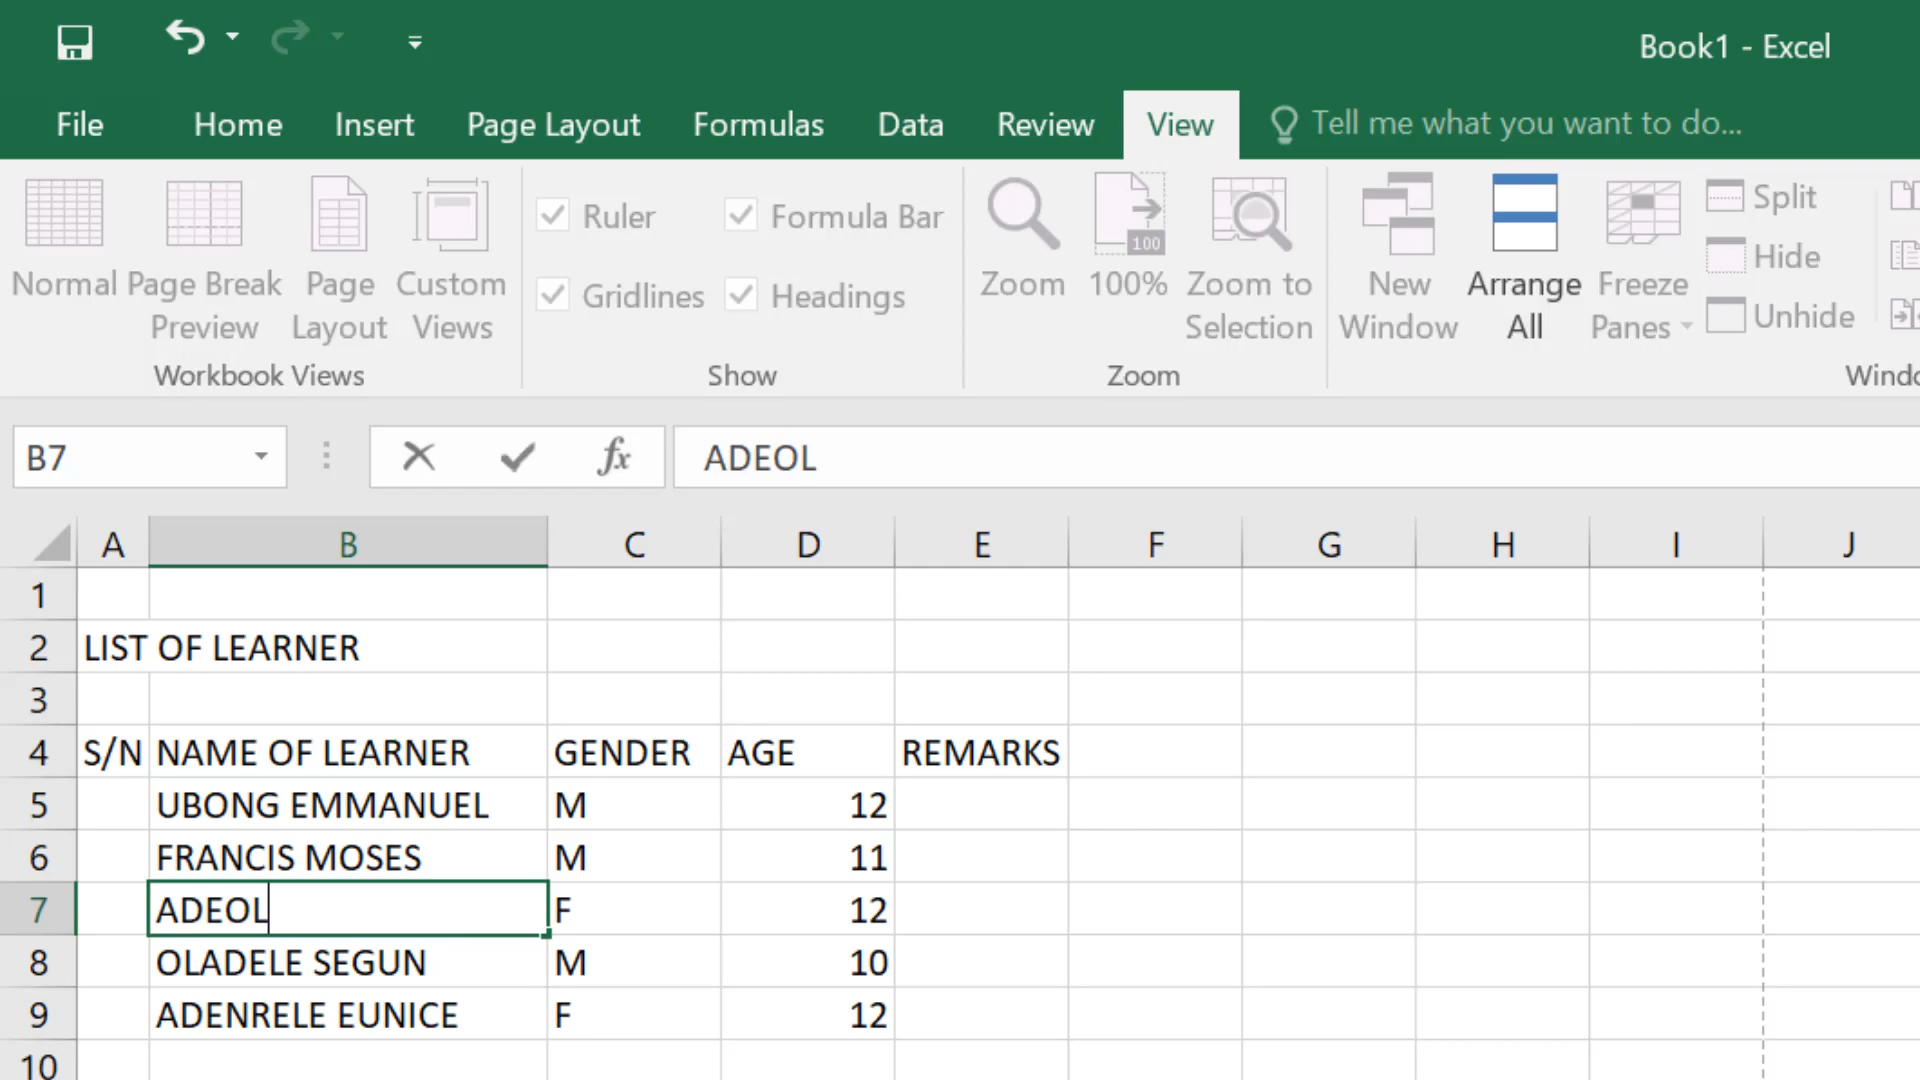 Book1 - Excel
File Home Insert Page Layout Formulas Data Review View Tell me what you want to do...
Normal Page Break Preview Page Layout Custom Views
Workbook Views
Ruler Formula Bar
Gridlines Headings
Show
Zoom 100% Zoom to Selection
100
Zoom
New Window Arrange All Freeze Panes
Split
Hide
Unhide
B7 fx ADEOL
A B C D E F G H I J
1
2 LIST OF LEARNER
3
4 S/N NAME OF LEARNER GENDER AGE REMARKS
5 UBONG EMMANUEL M 12
6 FRANCIS MOSES M 11
7 ADEOL F 12
8 OLADELE SEGUN M 10
9 ADENRELE EUNICE F 12
10